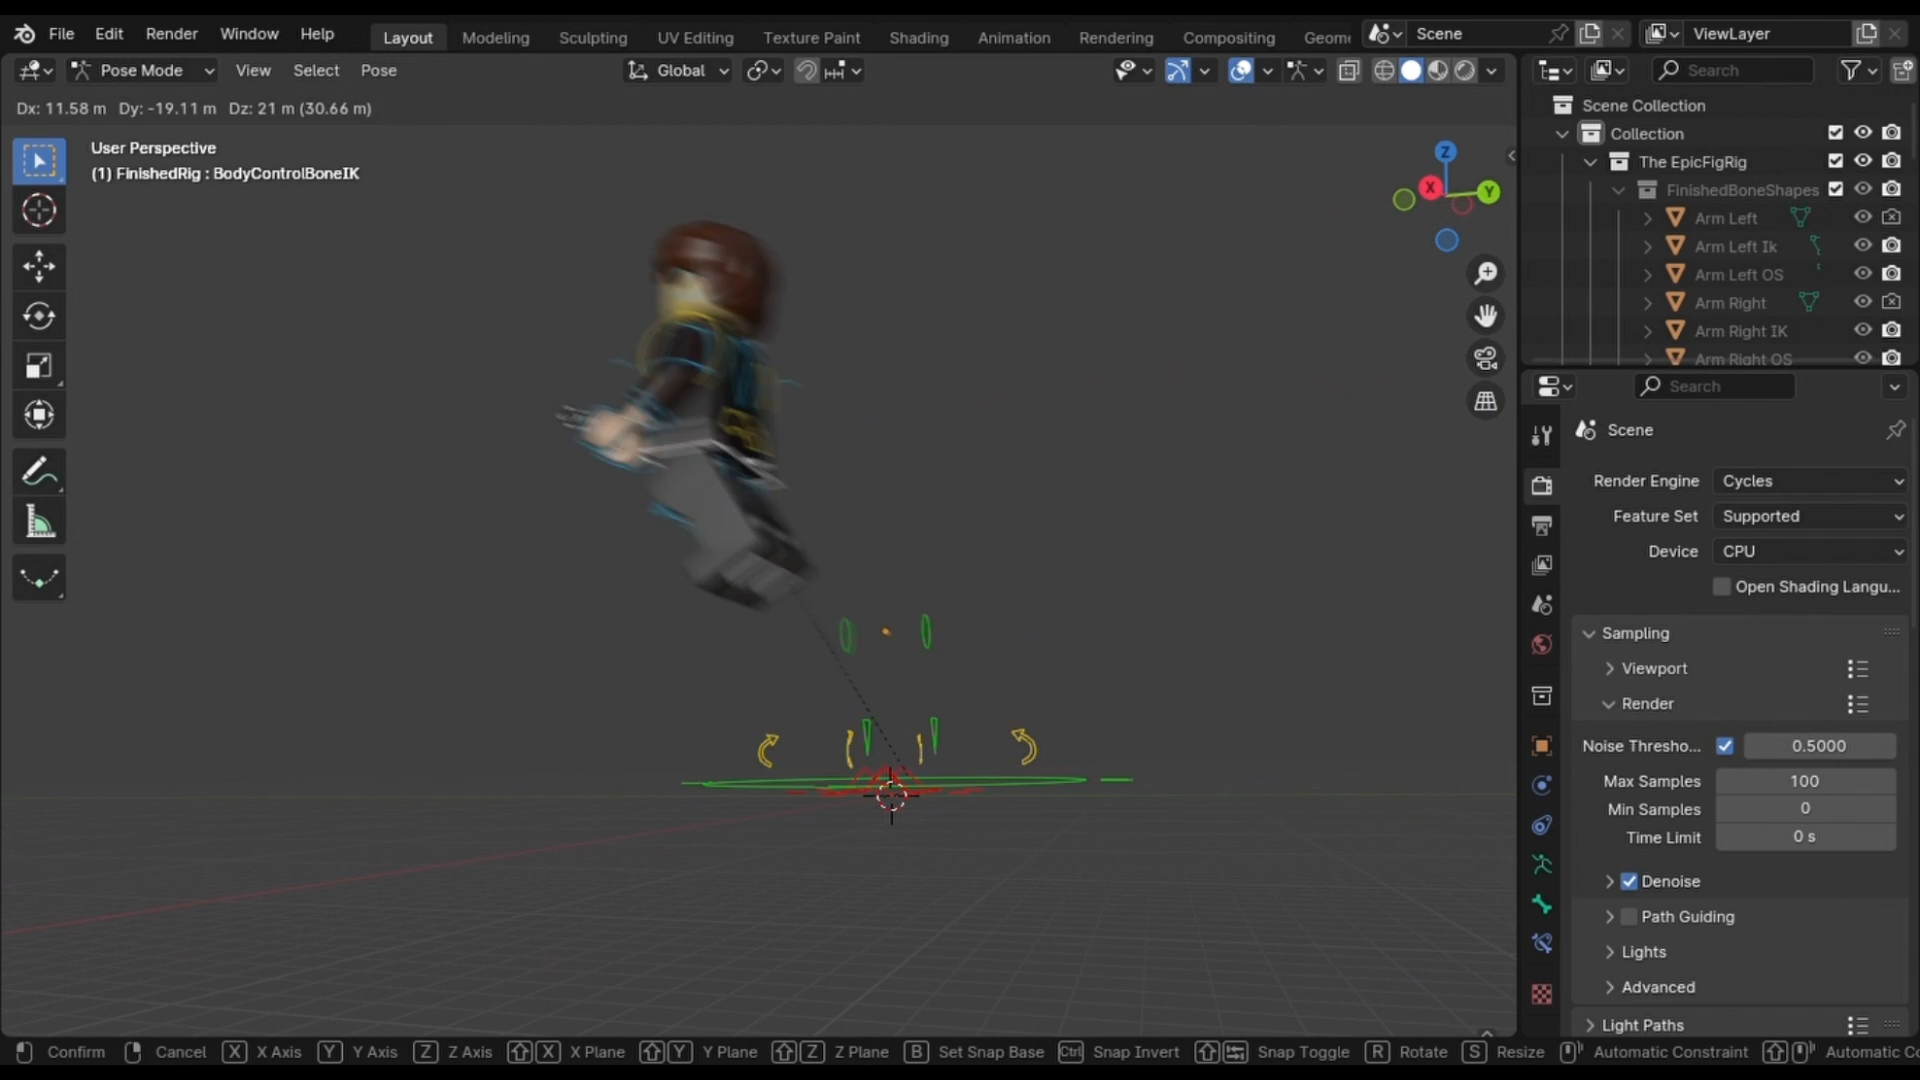 File Edit Render Window Help
Layout Modeling Sculpting UV Editing Texture Paint Shading Animation Rendering Compositing Geom
Scene
ViewLayer
Pose Mode View Select Pose
Global
Search
Dx: 11.58 m Dy: -19.11 m Dz: 21 m (30.66 m)
User Perspective
(1) FinishedRig : BodyControlBoneIK
Z
X
Y
Scene Collection
Collection
The EpicFigRig
FinishedBoneShapes
Arm Left
Arm Left Ik
Arm Left OS
Arm Right
Arm Right IK
Arm Right OS
Search
Scene
Render Engine Cycles
Feature Set Supported
Device CPU
Open Shading Langu...
Sampling
Viewport
Render
Noise Thresho... 0.5000
Max Samples 100
Min Samples 0
Time Limit 0 s
Denoise
Path Guiding
Lights
Advanced
Light Paths
Confirm Cancel X X Axis Y Y Axis Z Z Axis X X Plane Y Y Plane Z Z Plane B Set Snap Base Ctrl Snap Invert Snap Toggle R Rotate S Resize Automatic Constraint Automatic Co